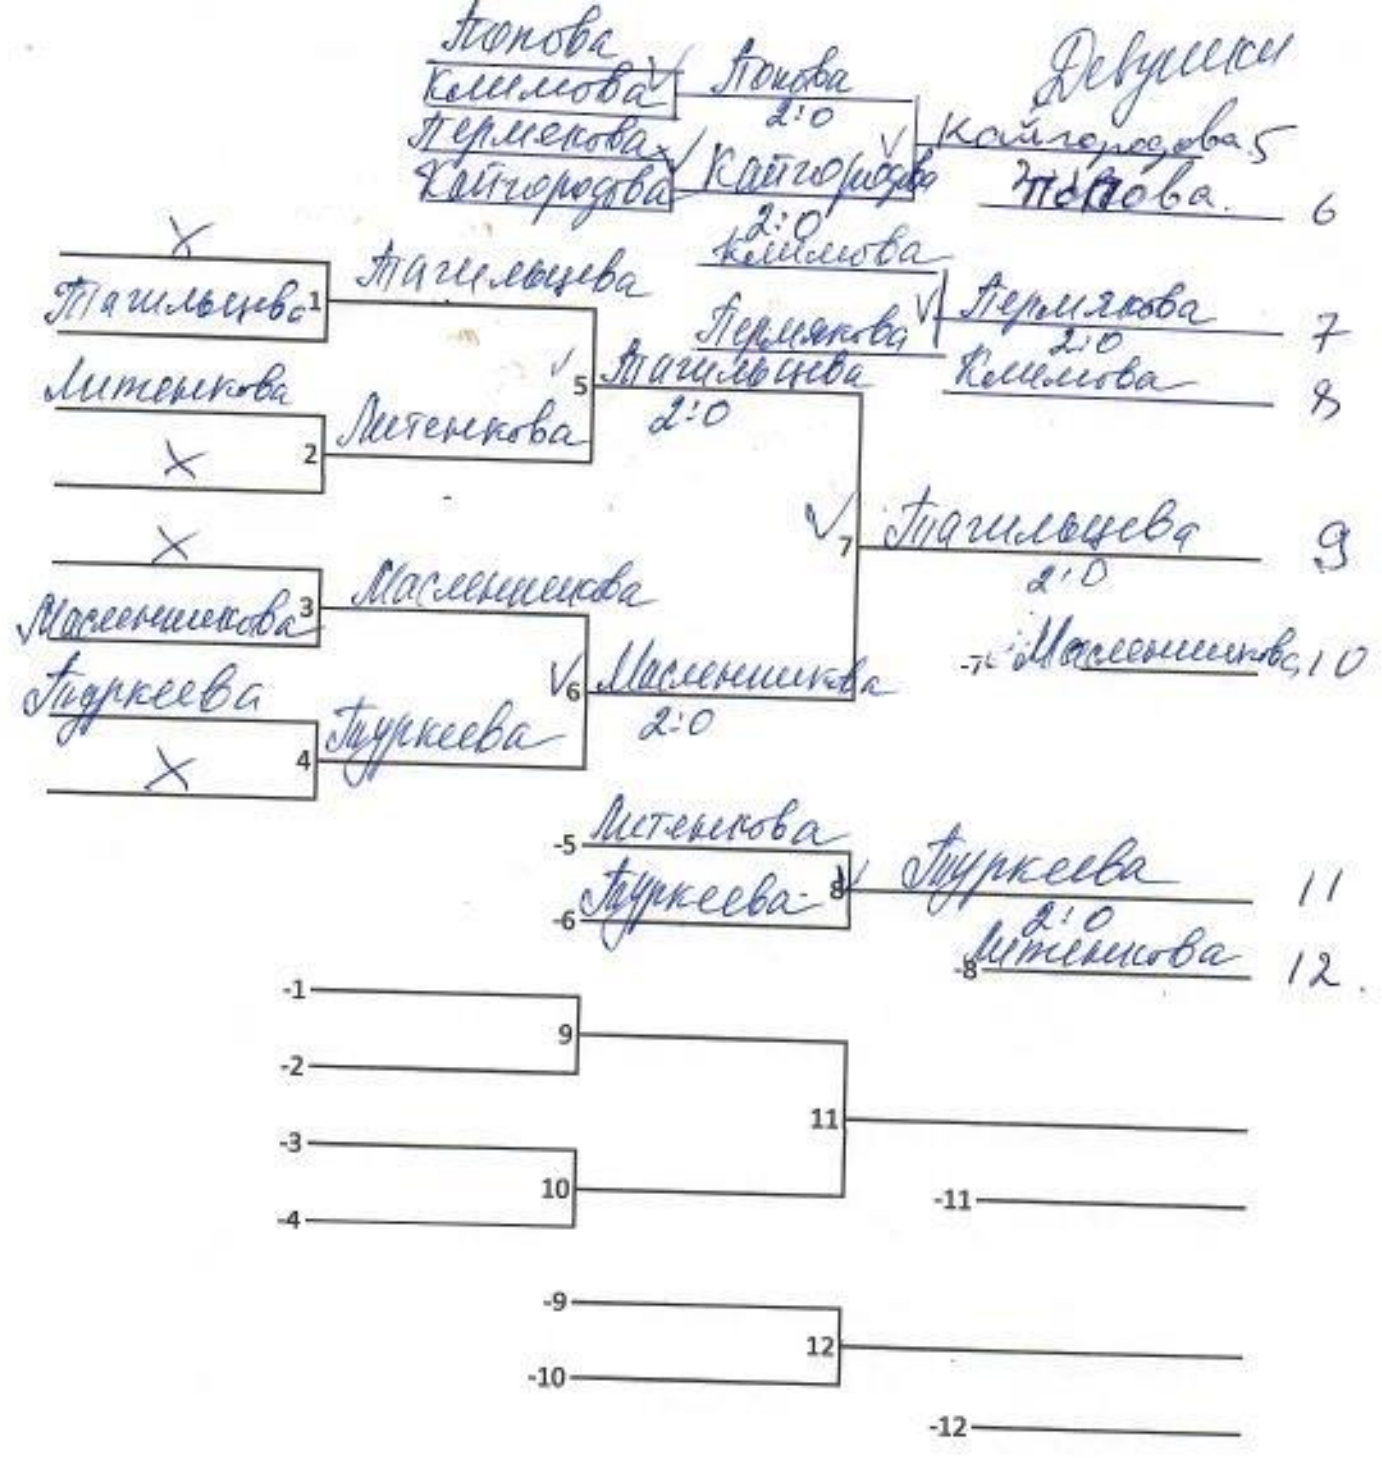 Девушки
Попова
Климова
Попова
2:0
Пермякова
Кайгородова
Кайгородова
2:0
Кайгородова 5
Попова. 6
Климова
Пермякова
Пермякова 7
2:0
Климова 8
X
Тагильцева
1
Тагильцева
Литенкова
X
2
Литенкова
5
Тагильцева
2:0
X
Масленникова
3
Масленникова
Туркеева
X
4
Туркеева
6
Масленникова
2:0
7
Тагильцева 9
2:0
-7 Масленникова 10
-5 Литенкова
-6 Туркеева
8
Туркеева 11
2:0
-8 Литенкова 12.
-1
-2
9
-3
-4
10
11
-11
-9
-10
12
-12